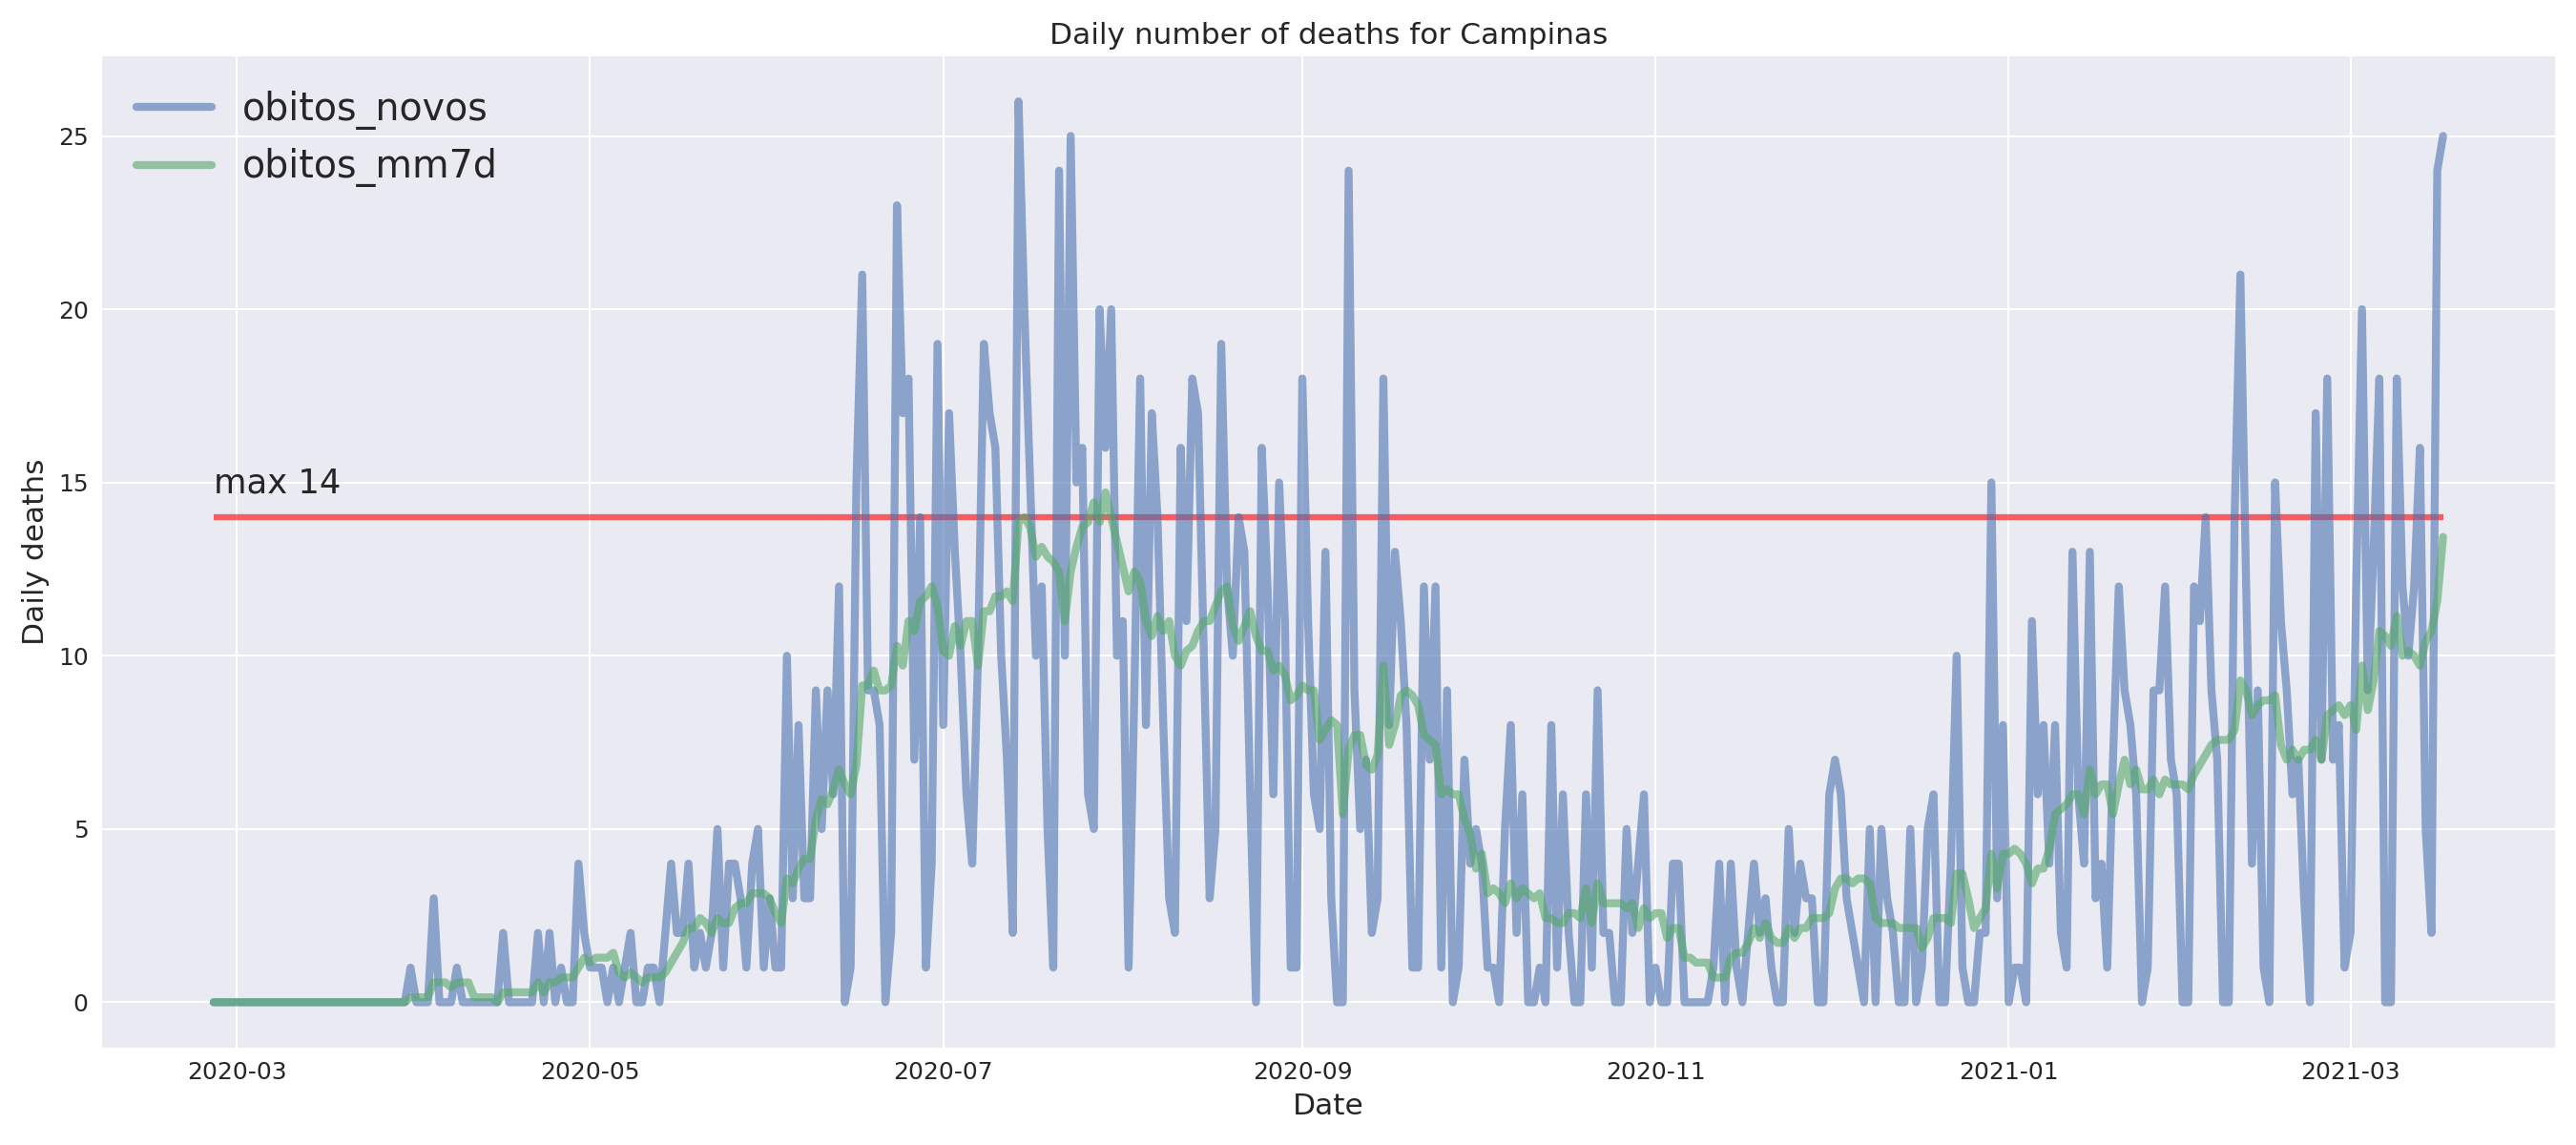 Daily number of deaths for Campinas
obitos_novos
obitos_mm7d
max 14
Daily deaths
25
20
15
10
5
0
2020-03 2020-05 2020-07 2020-09 2020-11 2021-01 2021-03
Date